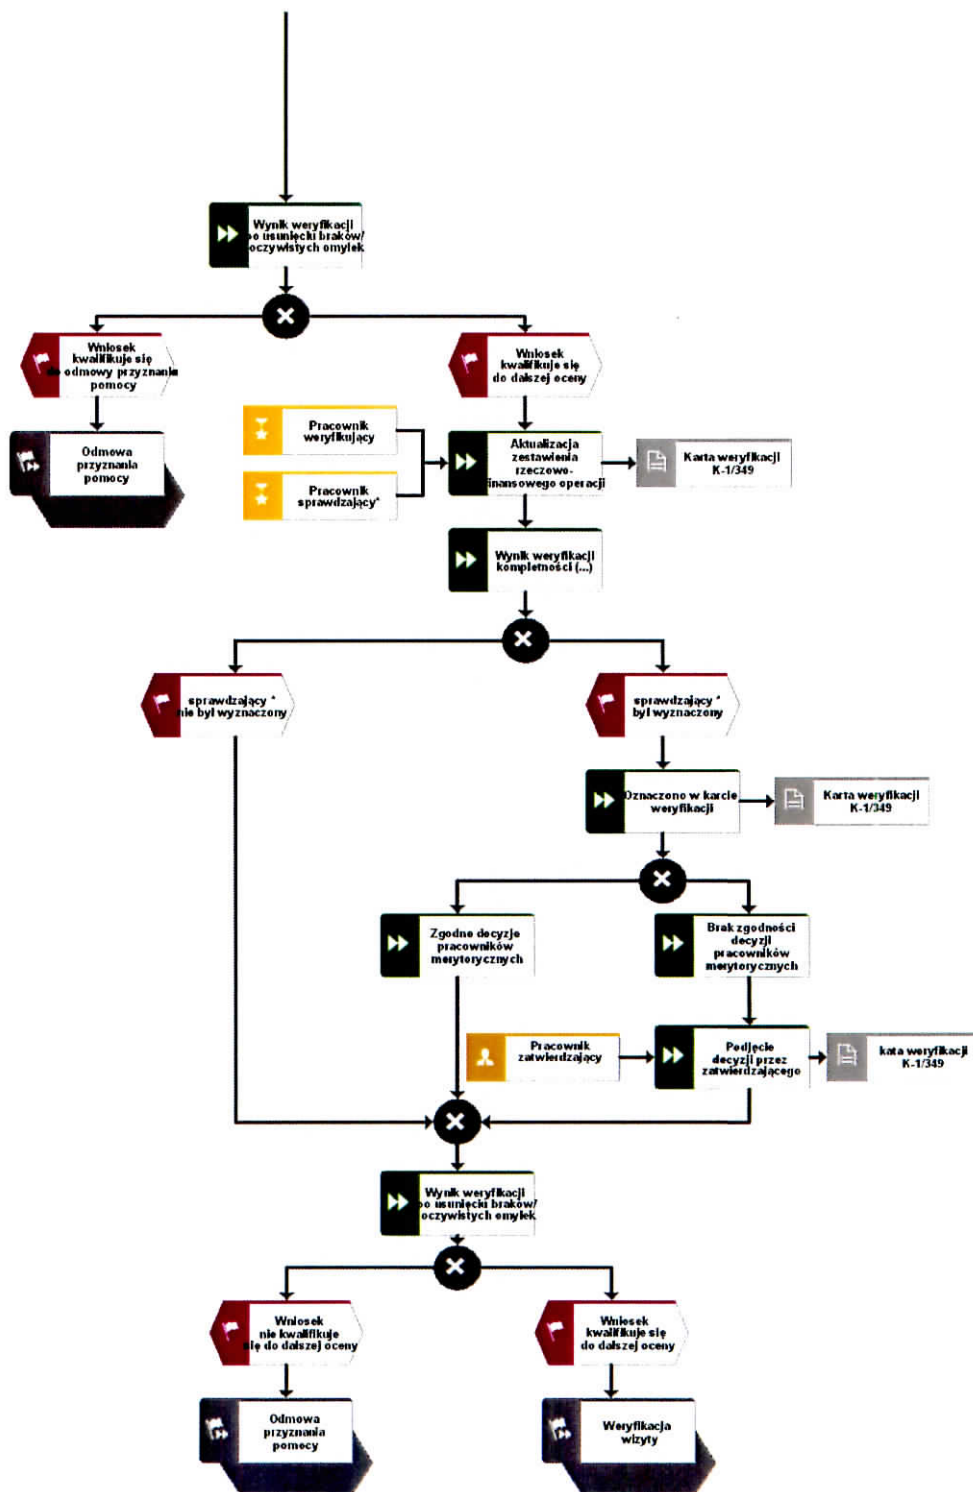 Wynik weryfikacji
po usunięcki braków/
oczywistych omyłek
Wniosek
kwalifikuje się
do odmowy przyznania
pomocy
Wniosek
kwalifikuje się
do dalszej oceny
Odmowa
przyznania
pomocy
Pracownik
weryfikujący
Pracownik
sprawdzający*
Aktualizacja
zestawienia
rzeczowo-
finansowego operacji
Karta weryfikacji
K-1/349
Wynik weryfikacji
kompletności (...)
sprawdzający *
nie był wyznaczony
sprawdzający *
był wyznaczony
Oznaczono w karcie
weryfikacji
Karta weryfikacji
K-1/349
Zgodne decyzje
pracowników
merytorycznych
Brak zgodności
decyzji
pracowników
merytorycznych
Pracownik
zatwierdzający
Podjęcie
decyzji przez
zatwierdzającego
kata weryfikacji
K-1/349
Wynik weryfikacji
po usunięcki braków/
oczywistych omyłek
Wniosek
nie kwalifikuje
się do dalszej oceny
Wniosek
kwalifikuje się
do dalszej oceny
Odmowa
przyznania
pomocy
Weryfikacja
wizyty